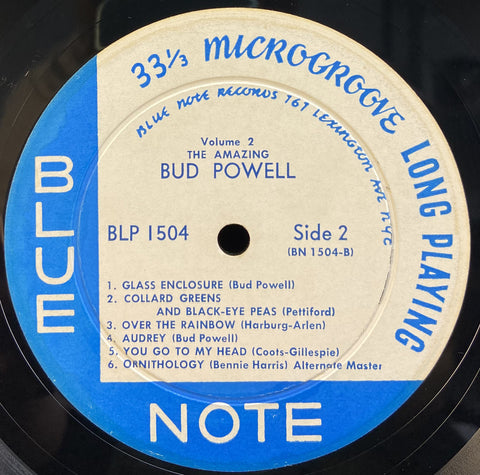 33⅓ MICROGROOVE LONG PLAYING
BLUE NOTE RECORDS 767 LEXINGTON AVE NYC
Volume 2
THE AMAZING
BUD POWELL
BLP 1504
Side 2
(BN 1504-B)
1. GLASS ENCLOSURE (Bud Powell)
2. COLLARD GREENS
AND BLACK-EYE PEAS (Pettiford)
3. OVER THE RAINBOW (Harburg-Arlen)
4. AUDREY (Bud Powell)
5. YOU GO TO MY HEAD (Coots-Gillespie)
6. ORNITHOLOGY (Bennie Harris) Alternate Master
BLUE
NOTE